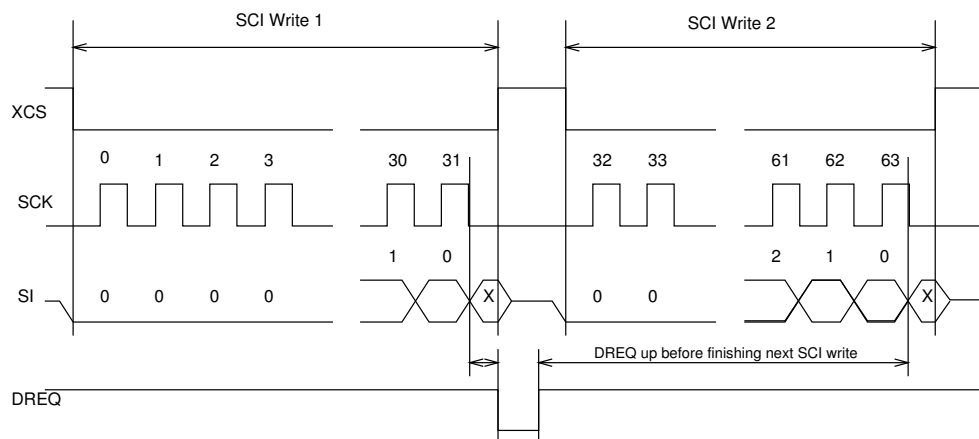 SCI Write 1 SCI Write 2
XCS
0 1 2 3 30 31 32 33 61 62 63
SCK
1 0 2 1 0
SI 0 0 0 0 X 0 0 X
DREQ up before finishing next SCI write
DREQ